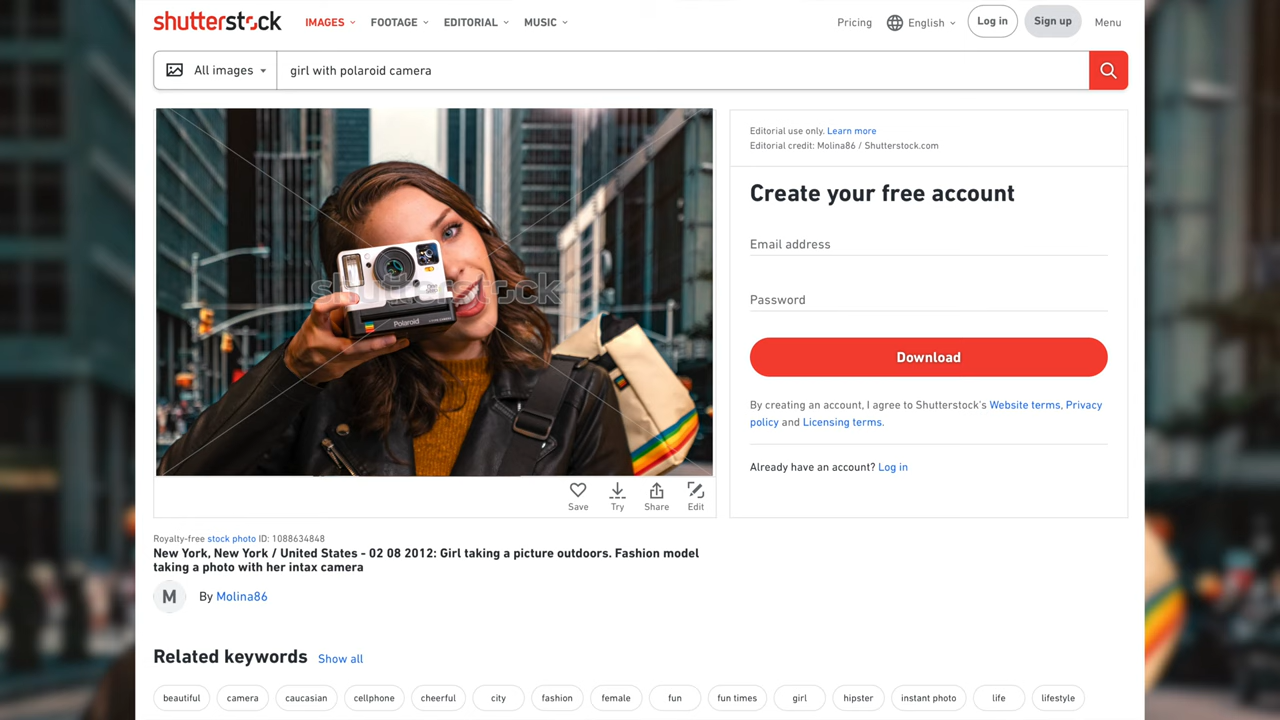 shutterstock
IMAGES FOOTAGE EDITORIAL MUSIC
Pricing English Log in Sign up Menu
All images girl with polaroid camera
shutterstock
Polaroid
Save Try Share Edit
Editorial use only. Learn more
Editorial credit: Molina86 / Shutterstock.com
Create your free account
Email address
Password
Download
By creating an account, I agree to Shutterstock's Website terms, Privacy
policy and Licensing terms.
Already have an account? Log in
Royalty-free stock photo ID: 1088634848
New York, New York / United States - 02 08 2012: Girl taking a picture outdoors. Fashion model
taking a photo with her intax camera
M By Molina86
Related keywords Show all
beautiful camera caucasian cellphone cheerful city fashion female fun fun times girl hipster instant photo life lifestyle